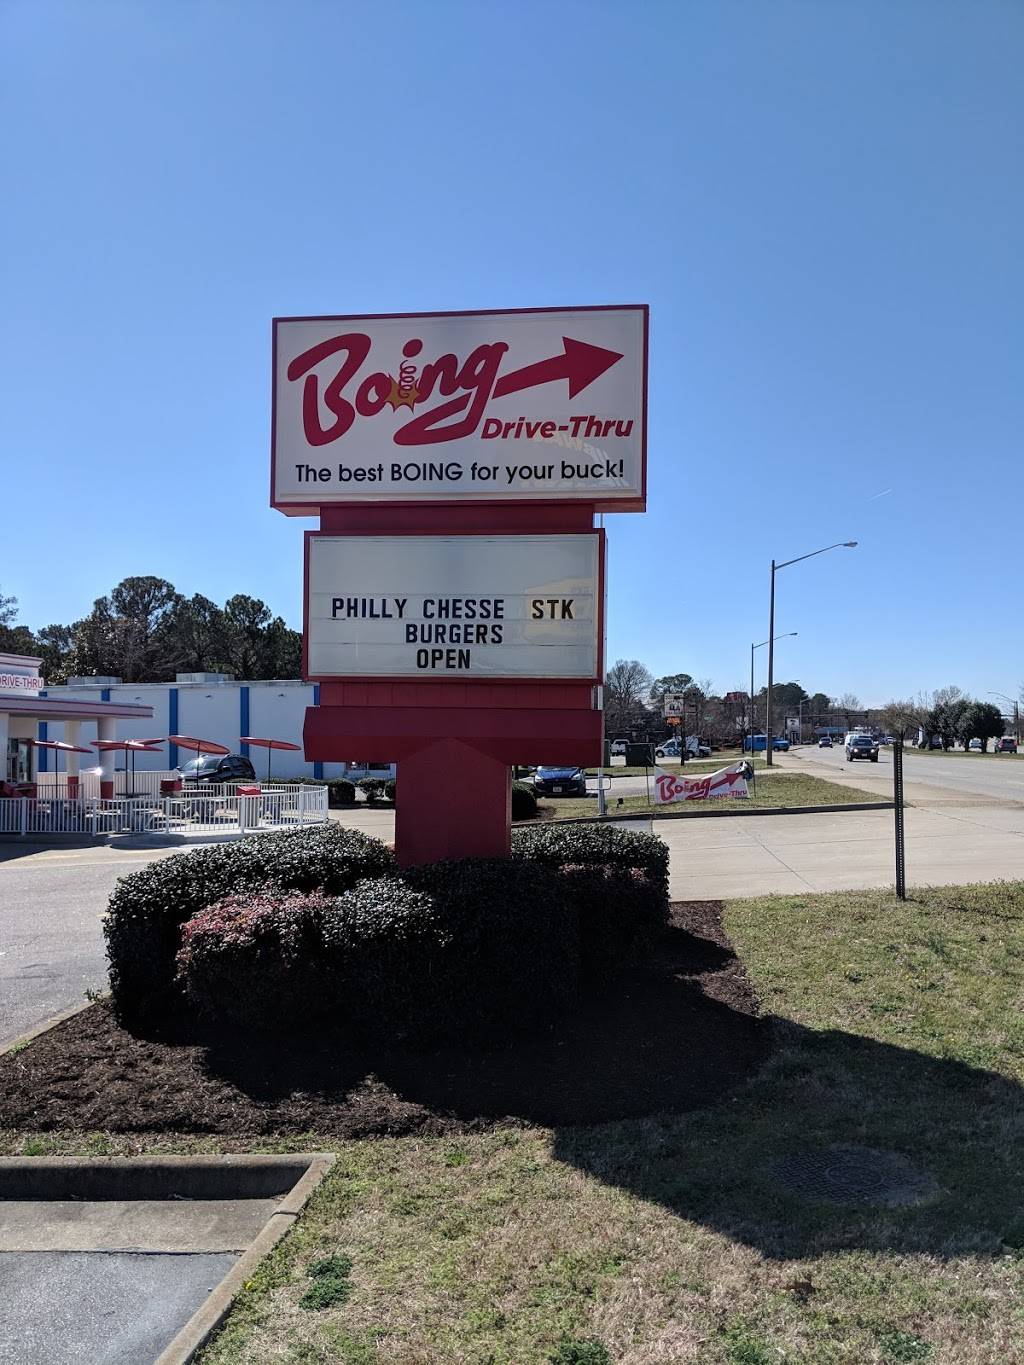 Boing
Drive-Thru
The best BOING for your buck!
PHILLY CHESSE STK
BURGERS
OPEN
DRIVE-THRU
Boing
Drive-Thru